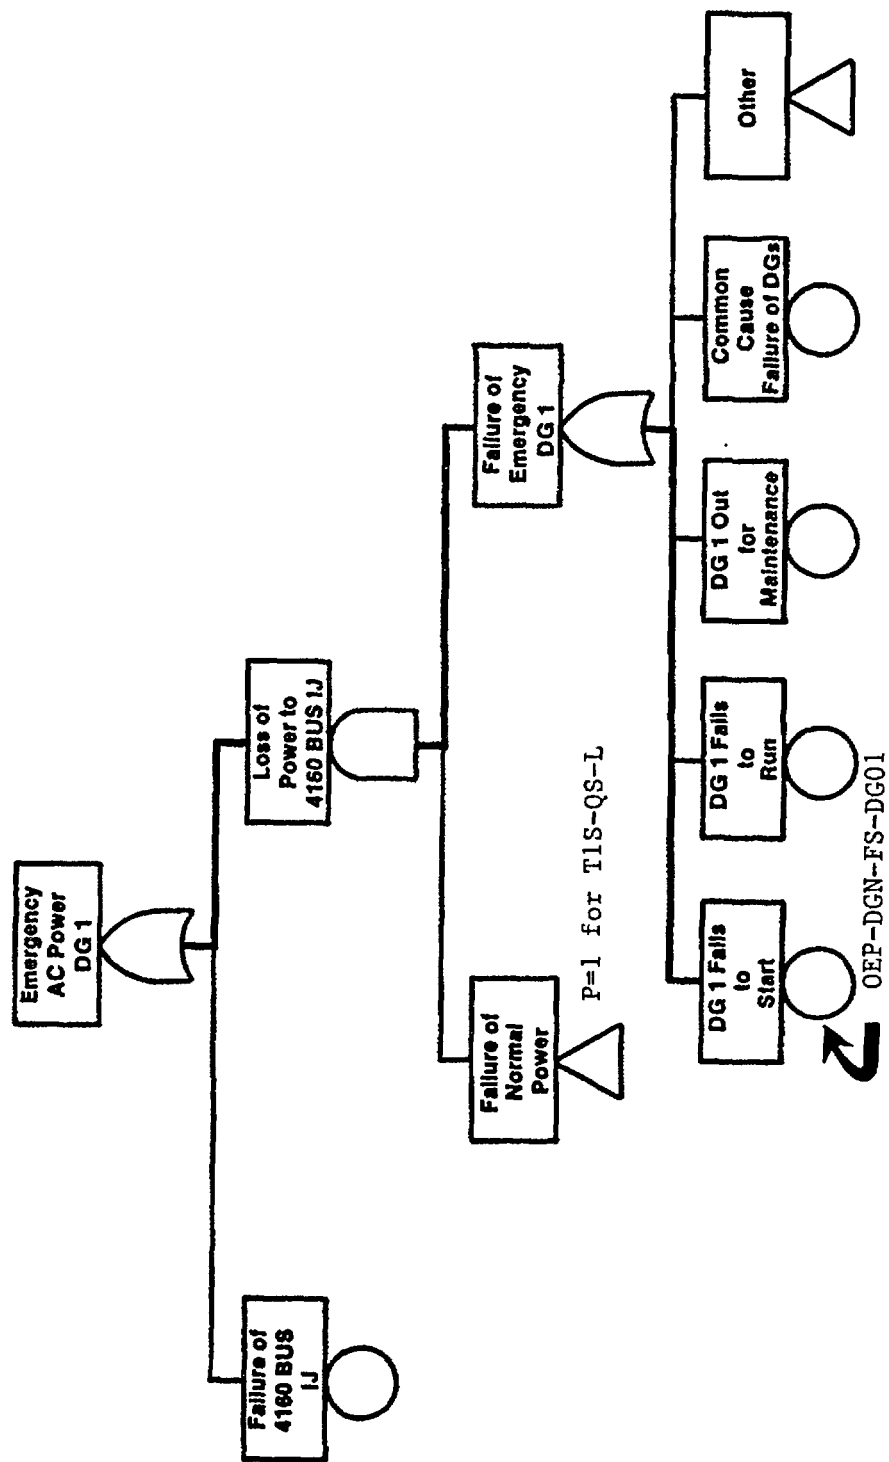 Emergency
AC Power
DG 1
Failure of
4160 BUS
IJ
Loss of
Power to
4160 BUS IJ
Failure of
Normal
Power
P=1 for T1S-QS-L
Failure of
Emergency
DG 1
DG 1 Fails
to
Start
DG 1 Fails
to
Run
DG 1 Out
for
Maintenance
Common
Cause
Failure of DGs
Other
OEP-DGN-FS-DG01